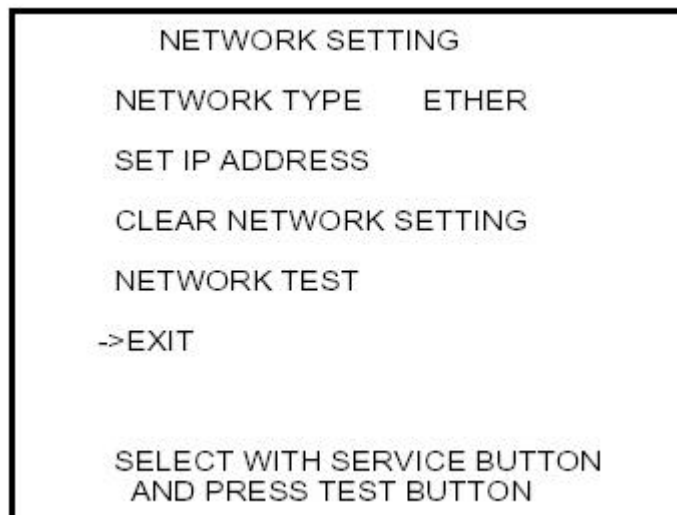 NETWORK SETTING
NETWORK TYPE ETHER
SET IP ADDRESS
CLEAR NETWORK SETTING
NETWORK TEST
->EXIT
SELECT WITH SERVICE BUTTON
AND PRESS TEST BUTTON